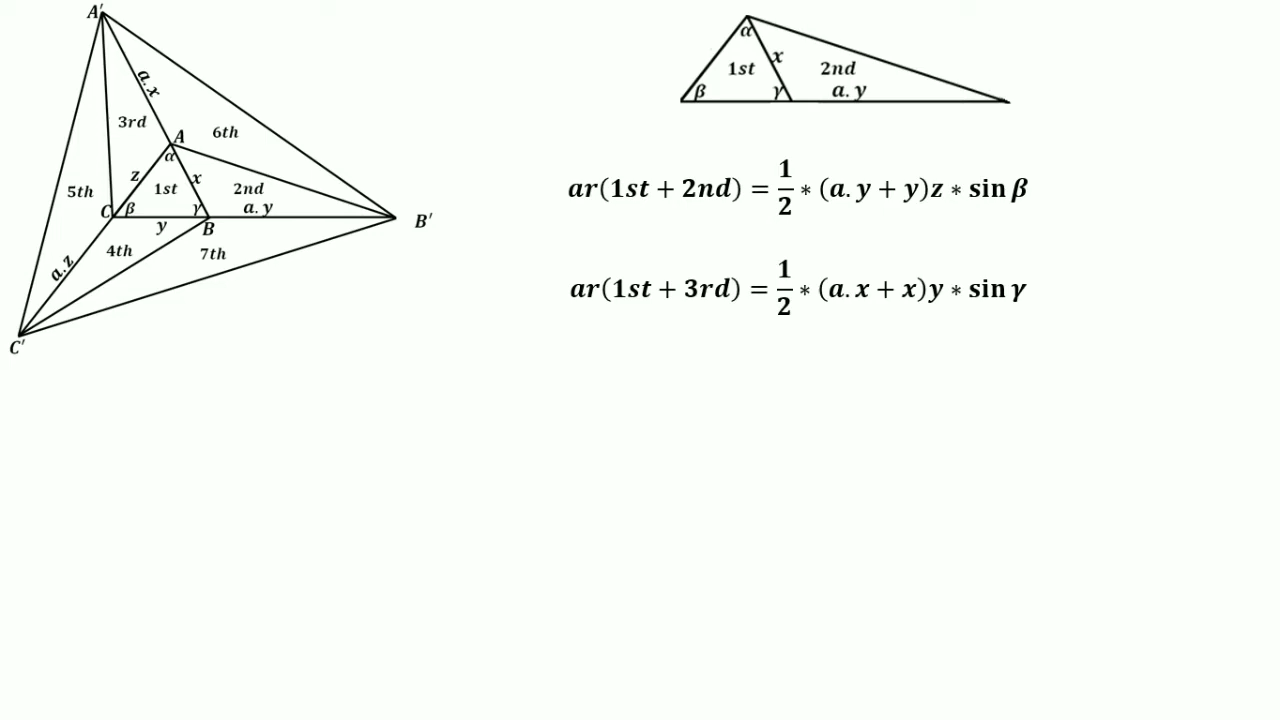 A′
a.x
3rd
A
6th
α
z
x
5th
1st
2nd
C
β
γ
a.y
B′
y
B
4th
7th
a.z
C′
α
1st
x
2nd
β
γ
a.y
ar(1st + 2nd) = 1/2 * (a.y + y)z * sin β
ar(1st + 3rd) = 1/2 * (a.x + x)y * sin γ